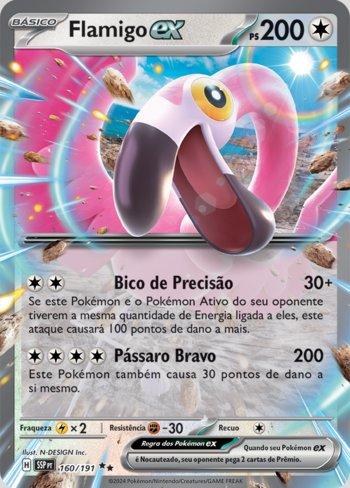 BÁSICO
Flamigo ex PS 200
Bico de Precisão 30+
Se este Pokémon e o Pokémon Ativo do seu oponente
tiverem a mesma quantidade de Energia ligada a eles, este
ataque causará 100 pontos de dano a mais.
Pássaro Bravo 200
Este Pokémon também causa 30 pontos de dano a
si mesmo.
Fraqueza × 2 Resistência -30 Recuo
Ilust. N-DESIGN Inc.
Regra dos Pokémon ex Quando seu Pokémon ex
é Nocauteado, seu oponente pega 2 cartas de Prêmio.
H SSP PT 160/191
©2024 Pokémon/Nintendo/Creatures/GAME FREAK